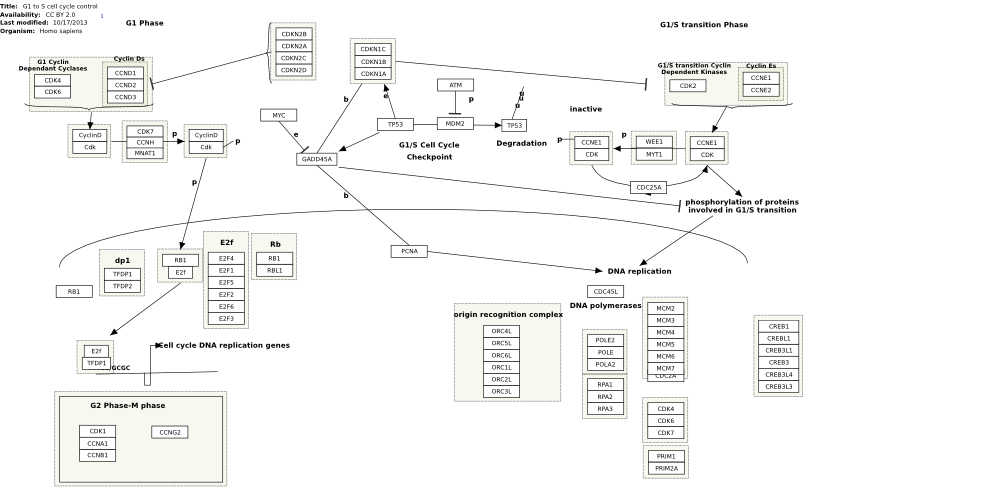 Title: G1 to S cell cycle control
Availability: CC BY 2.0
Last modified: 10/17/2013
Organism: Homo sapiens
G1 Phase
G1/S transition Phase
CDKN2B
CDKN2A
CDKN2C
CDKN2D
CDKN1C
CDKN1B
CDKN1A
G1 Cyclin
Dependant Cyclases
CDK4
CDK6
Cyclin Ds
CCND1
CCND2
CCND3
G1/S transition Cyclin
Dependent Kinases
CDK2
Cyclin Es
CCNE1
CCNE2
ATM
p
b
e
u
u
u
MYC
e
TP53
MDM2
TP53
inactive
CyclinD
Cdk
CDK7
CCNH
MNAT1
p
CyclinD
Cdk
p
G1/S Cell Cycle
Checkpoint
Degradation
p
CCNE1
CDK
p
WEE1
MYT1
CCNE1
CDK
GADD45A
p
b
CDC25A
phosphorylation of proteins
involved in G1/S transition
PCNA
DNA replication
dp1
TFDP1
TFDP2
RB1
RB1
E2f
E2f
E2F4
E2F1
E2F5
E2F2
E2F6
E2F3
Rb
RB1
RBL1
CDC45L
DNA polymerases
origin recognition complex
ORC4L
ORC5L
ORC6L
ORC1L
ORC2L
ORC3L
POLE2
POLE
POLA2
RPA1
RPA2
RPA3
MCM2
MCM3
MCM4
MCM5
MCM6
MCM7
CDC2A
CREB1
CREBL1
CREB3L1
CREB3
CREB3L4
CREB3L3
CDK4
CDK6
CDK7
PRIM1
PRIM2A
E2f
TFDP1
GCGC
Cell cycle DNA replication genes
G2 Phase-M phase
CDK1
CCNA1
CCNB1
CCNG2